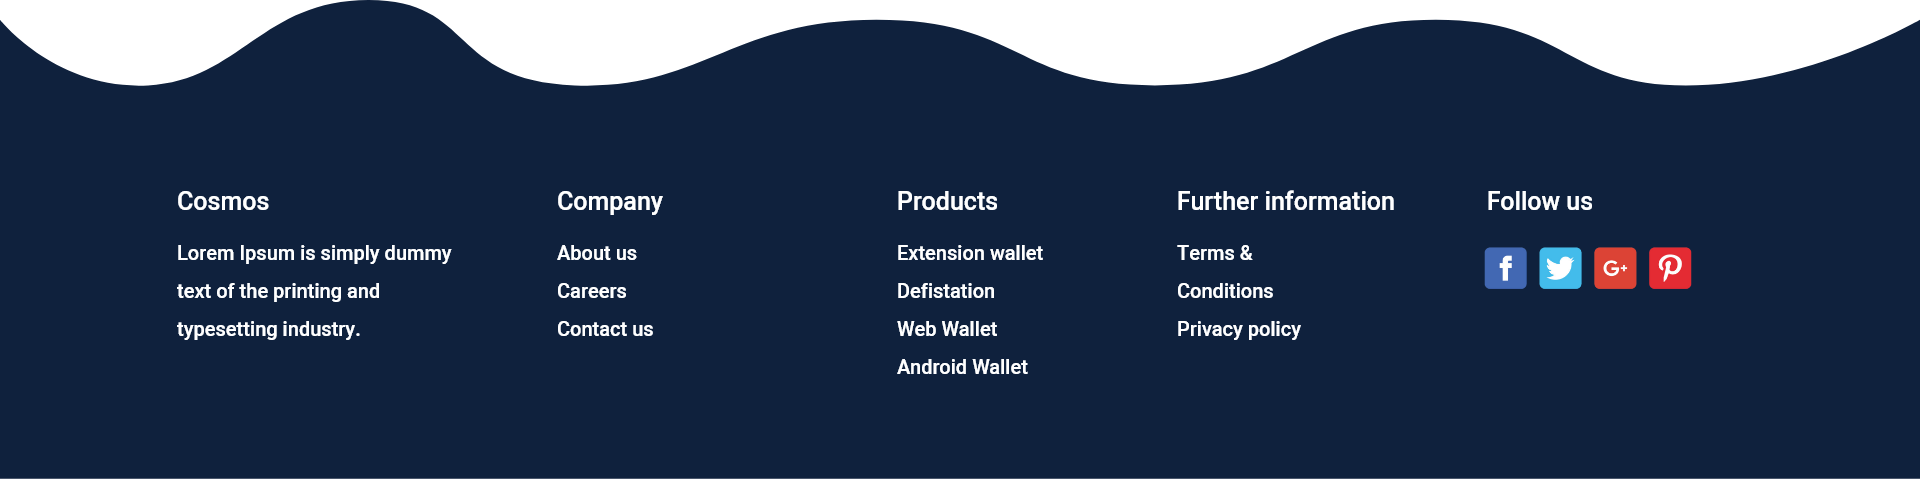 Cosmos
Lorem Ipsum is simply dummy
text of the printing and
typesetting industry.
Company
About us
Careers
Contact us
Products
Extension wallet
Defistation
Web Wallet
Android Wallet
Further information
Terms &
Conditions
Privacy policy
Follow us
f
G+